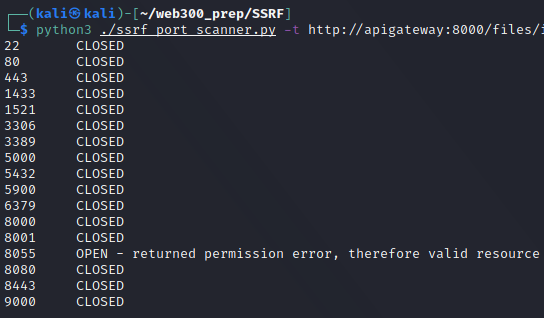 ┌──(kali㉿kali)-[~/web300_prep/SSRF]
└─$ python3 ./ssrf_port_scanner.py -t http://apigateway:8000/files/i
22 CLOSED
80 CLOSED
443 CLOSED
1433 CLOSED
1521 CLOSED
3306 CLOSED
3389 CLOSED
5000 CLOSED
5432 CLOSED
5900 CLOSED
6379 CLOSED
8000 CLOSED
8001 CLOSED
8055 OPEN - returned permission error, therefore valid resource
8080 CLOSED
8443 CLOSED
9000 CLOSED